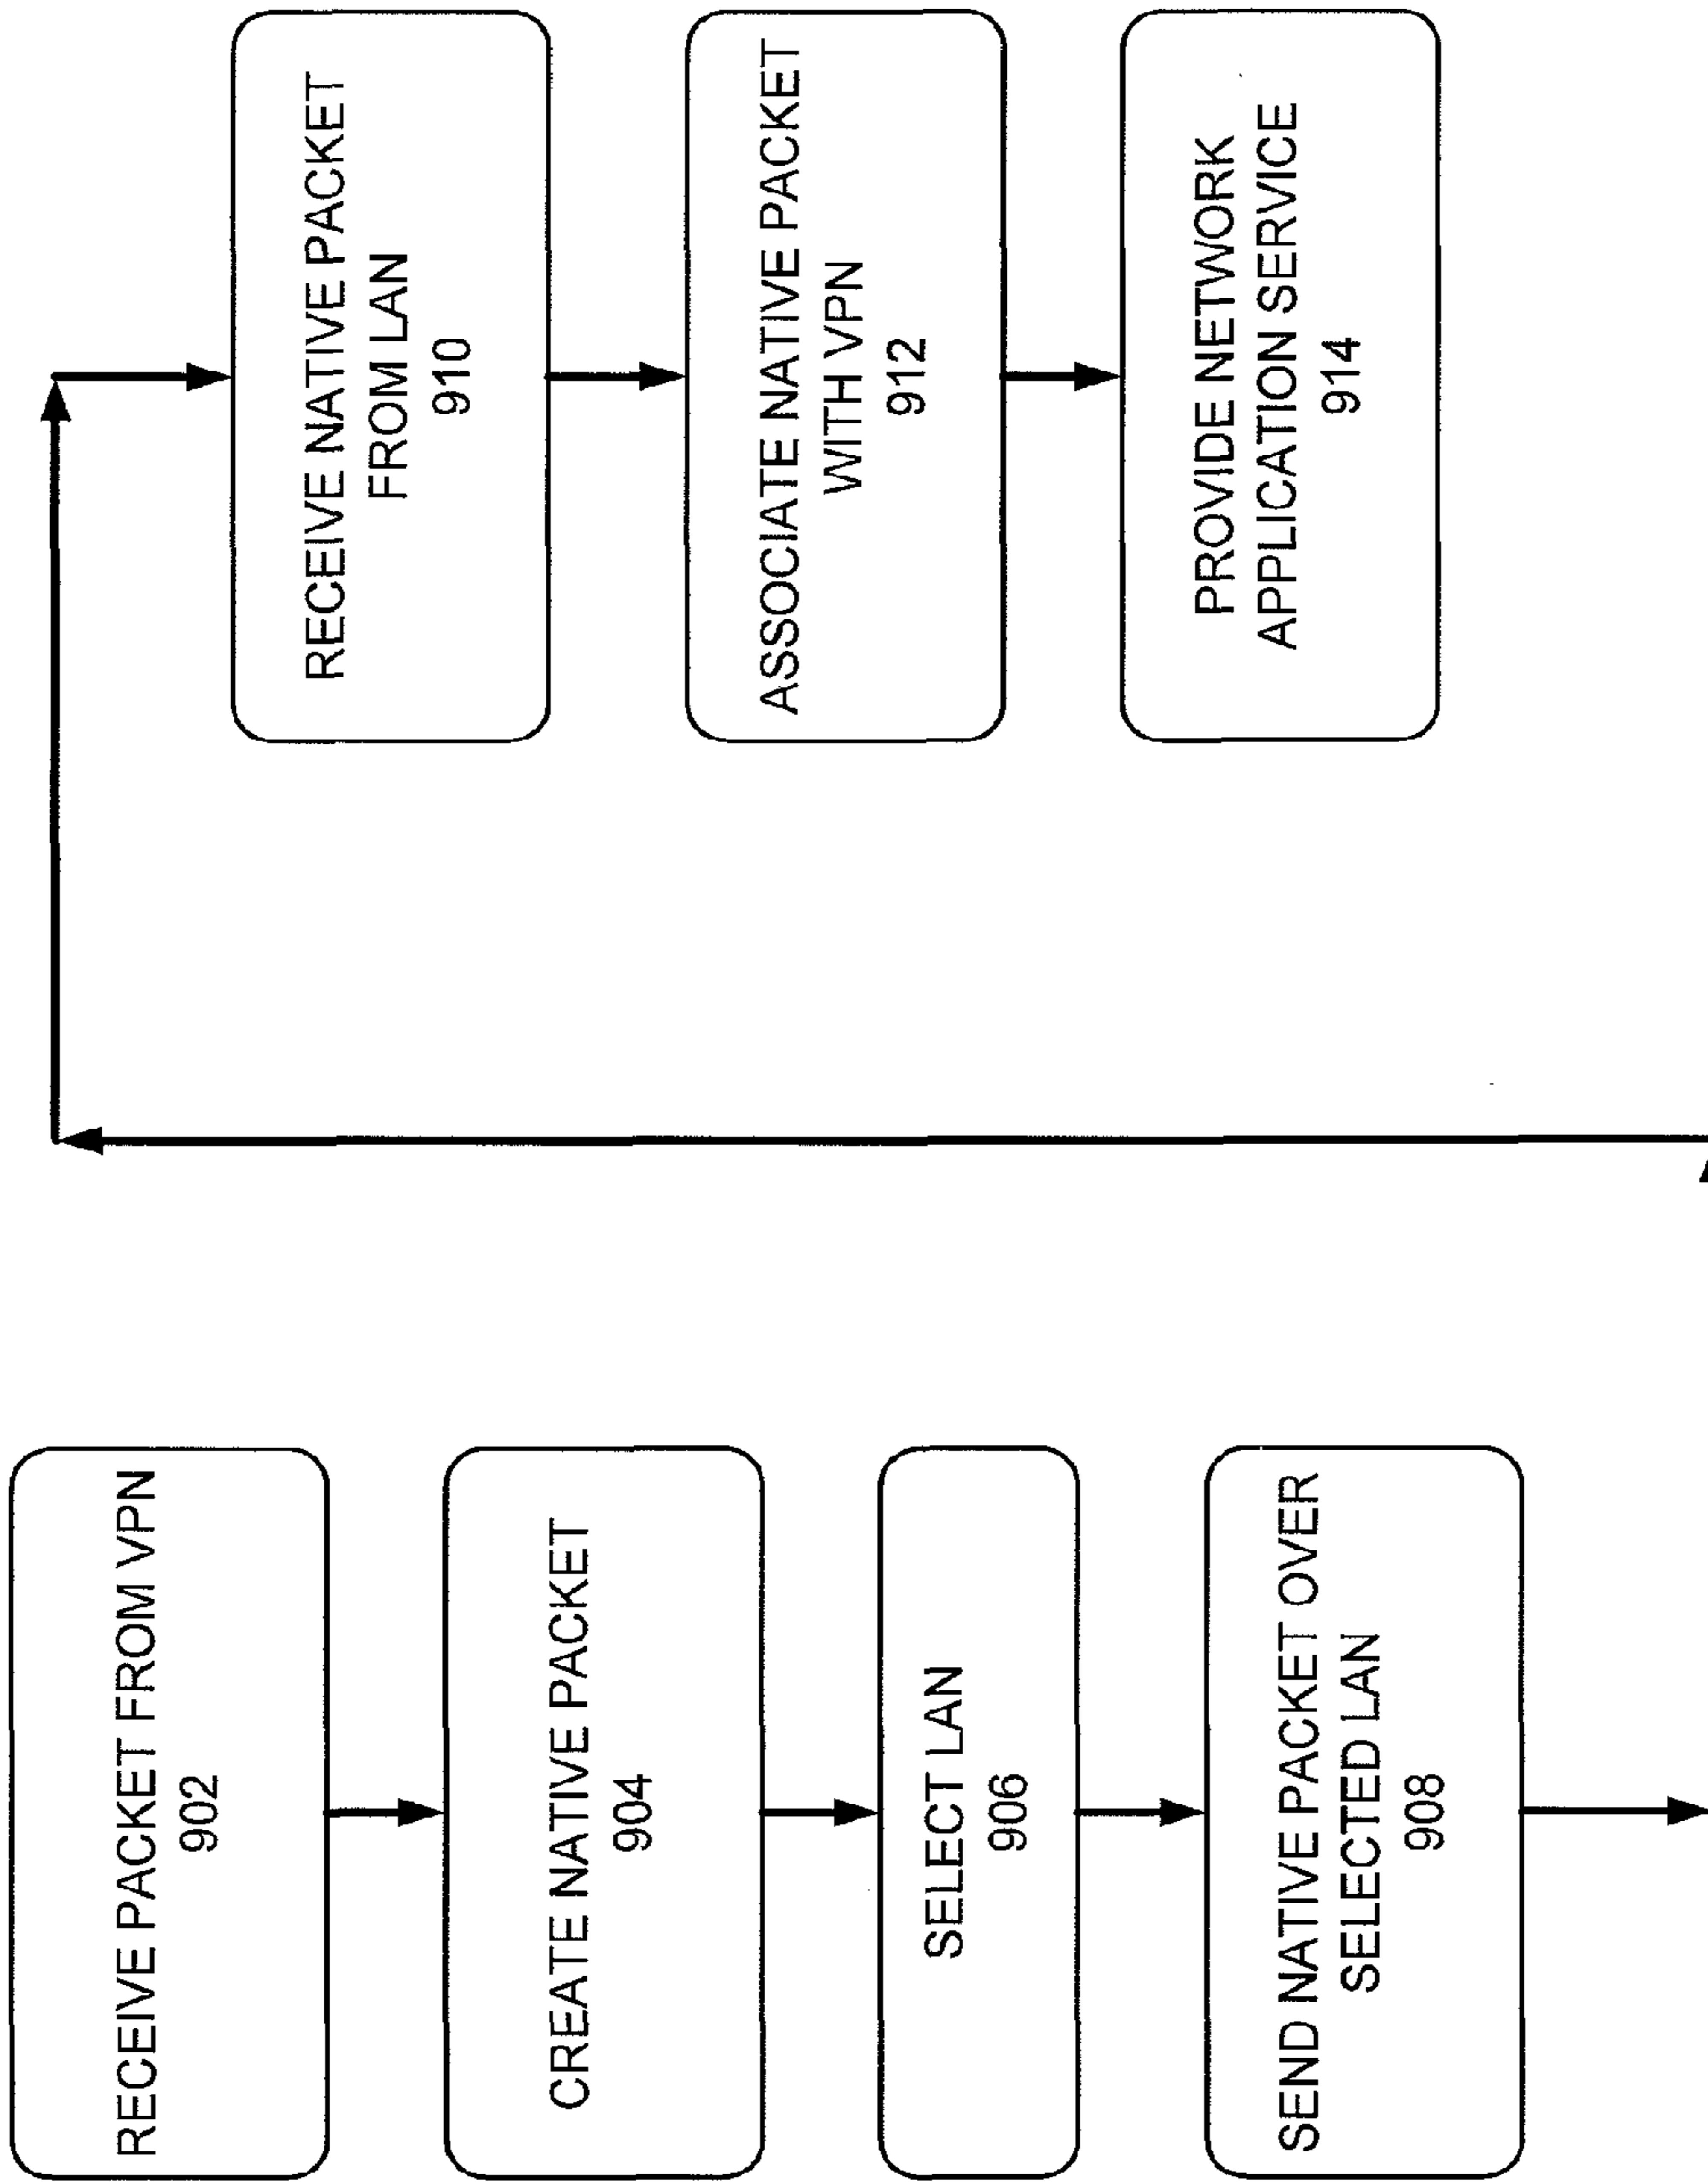 RECEIVE PACKET FROM VPN
902
CREATE NATIVE PACKET
904
SELECT LAN
906
SEND NATIVE PACKET OVER
SELECTED LAN
908
RECEIVE NATIVE PACKET
FROM LAN
910
ASSOCIATE NATIVE PACKET
WITH VPN
912
PROVIDE NETWORK
APPLICATION SERVICE
914